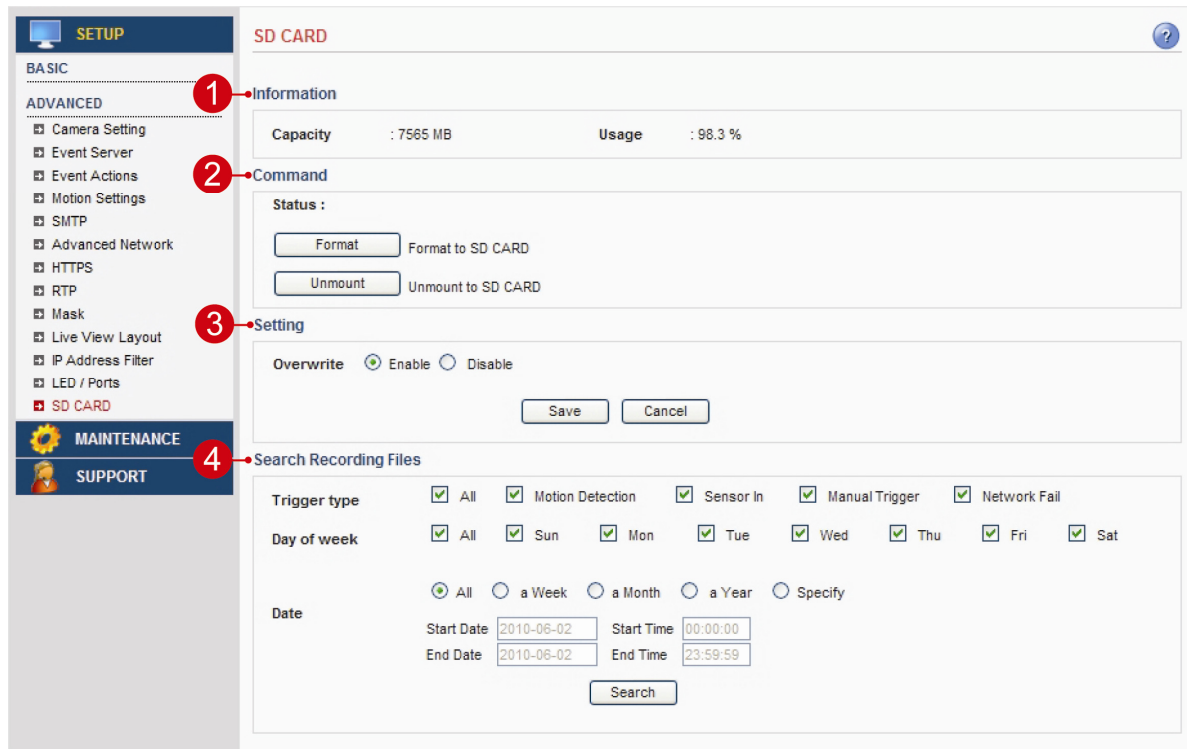 SETUP
BASIC
ADVANCED
Camera Setting
Event Server
Event Actions
Motion Settings
SMTP
Advanced Network
HTTPS
RTP
Mask
Live View Layout
IP Address Filter
LED / Ports
SD CARD
MAINTENANCE
SUPPORT
SD CARD ?
1 Information
Capacity : 7565 MB Usage : 98.3 %
2 Command
Status :
Format Format to SD CARD
Unmount Unmount to SD CARD
3 Setting
Overwrite Enable Disable
Save Cancel
4 Search Recording Files
Trigger type All Motion Detection Sensor In Manual Trigger Network Fail
Day of week All Sun Mon Tue Wed Thu Fri Sat
Date All a Week a Month a Year Specify
Start Date 2010-06-02 Start Time 00:00:00
End Date 2010-06-02 End Time 23:59:59
Search